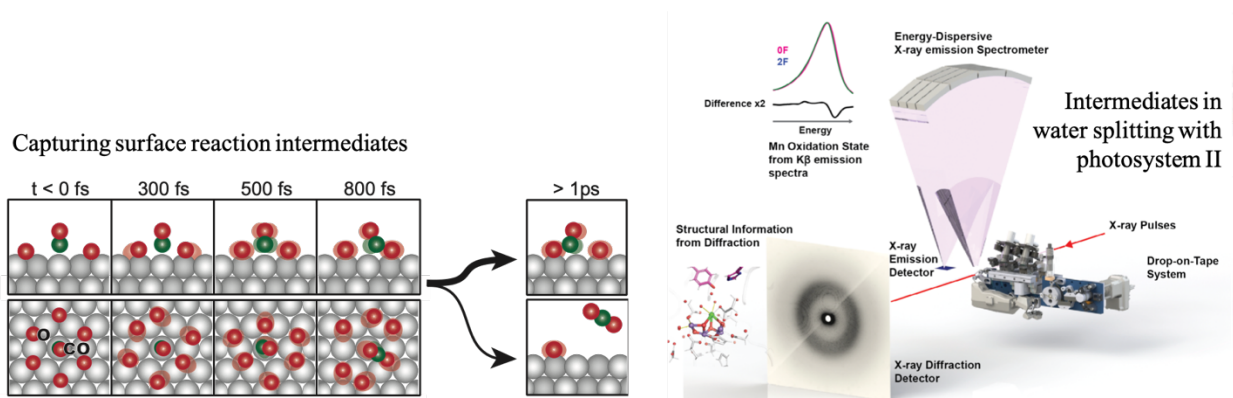 Capturing surface reaction intermediates
t < 0 fs
300 fs
500 fs
800 fs
> 1ps
O
C O
0F
2F
Difference x2
Energy
Mn Oxidation State
from Kβ emission
spectra
Energy-Dispersive
X-ray emission Spectrometer
Intermediates in
water splitting with
photosystem II
Structural Information
from Diffraction
X-ray
Emission
Detector
X-ray Pulses
Drop-on-Tape
System
X-ray Diffraction
Detector